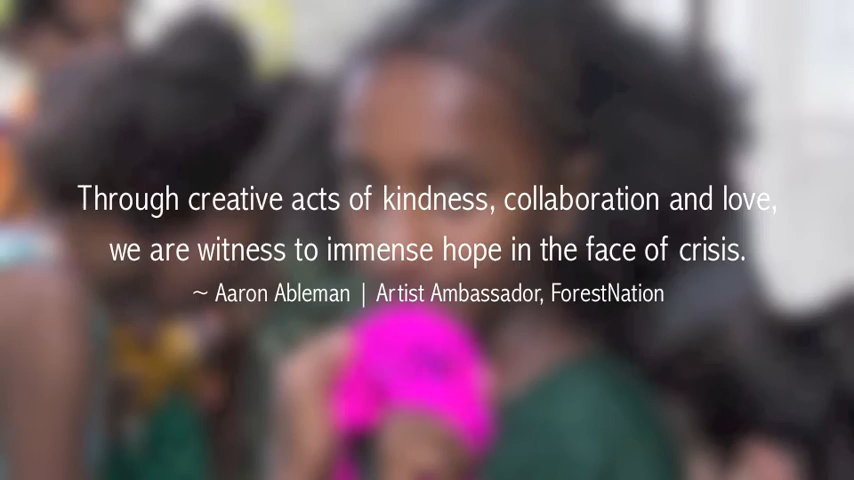 Through creative acts of kindness, collaboration and love,
we are witness to immense hope in the face of crisis.
~ Aaron Ableman | Artist Ambassador, ForestNation